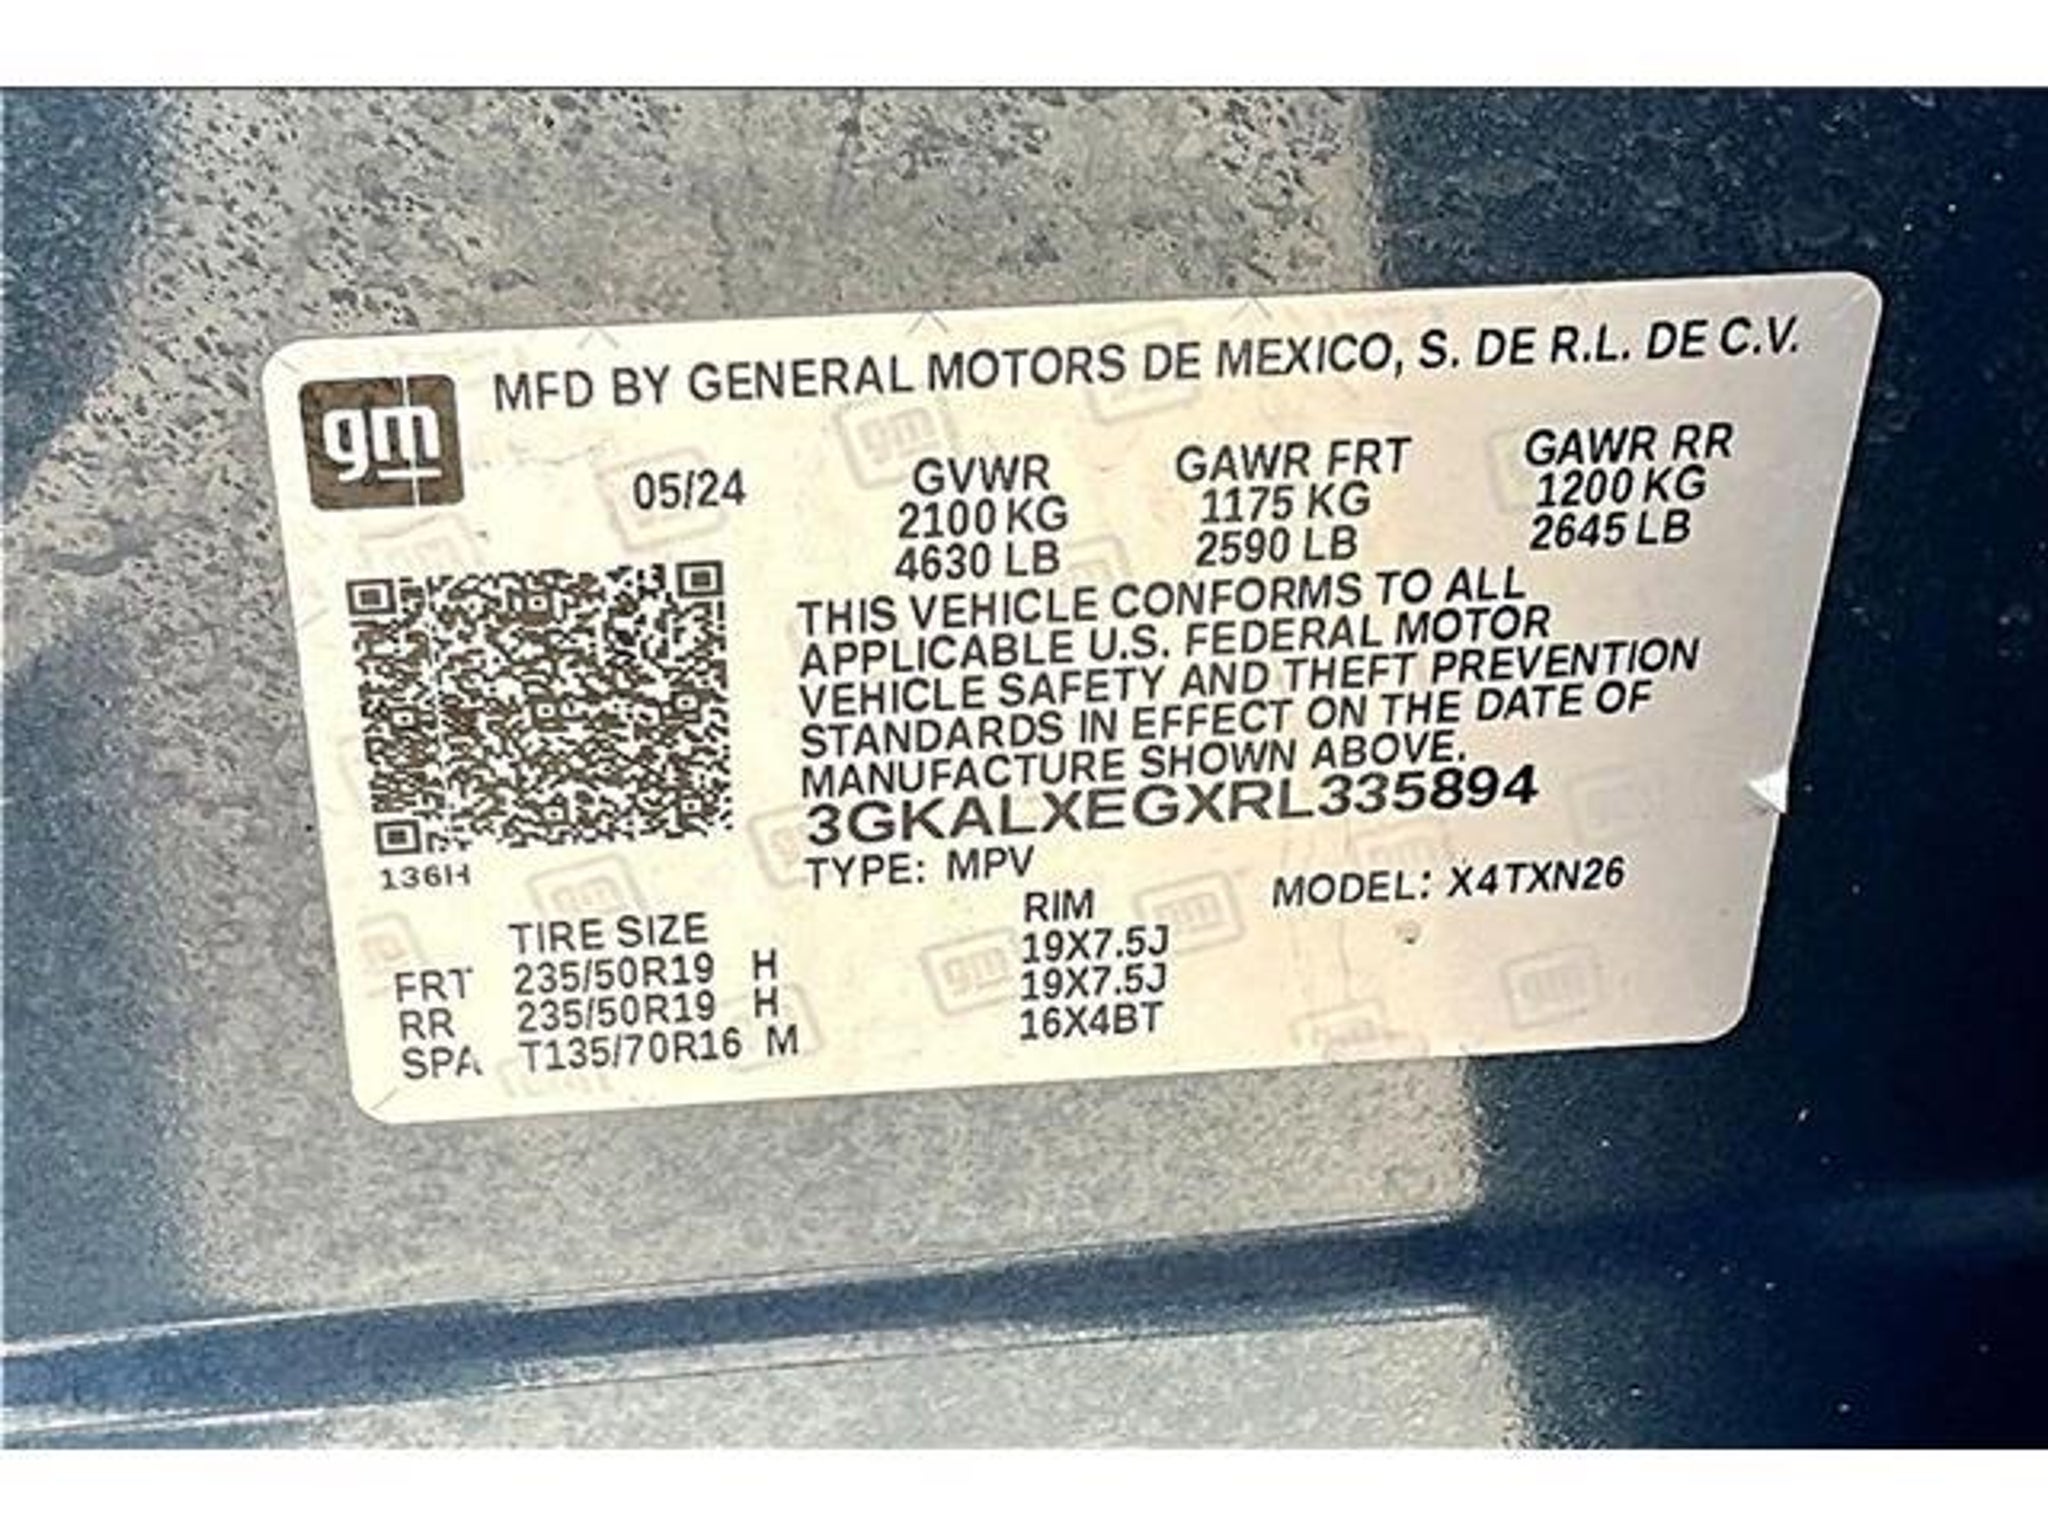 gm
MFD BY GENERAL MOTORS DE MEXICO, S. DE R.L. DE C.V.
05/24
GVWR GAWR FRT GAWR RR
2100 KG 1175 KG 1200 KG
4630 LB 2590 LB 2645 LB
THIS VEHICLE CONFORMS TO ALL
APPLICABLE U.S. FEDERAL MOTOR
VEHICLE SAFETY AND THEFT PREVENTION
STANDARDS IN EFFECT ON THE DATE OF
MANUFACTURE SHOWN ABOVE.
3GKALXEGXRL335894
136H
TYPE: MPV MODEL: X4TXN26
TIRE SIZE RIM
FRT 235/50R19 H 19X7.5J
RR 235/50R19 H 19X7.5J
SPA T135/70R16 M 16X4BT